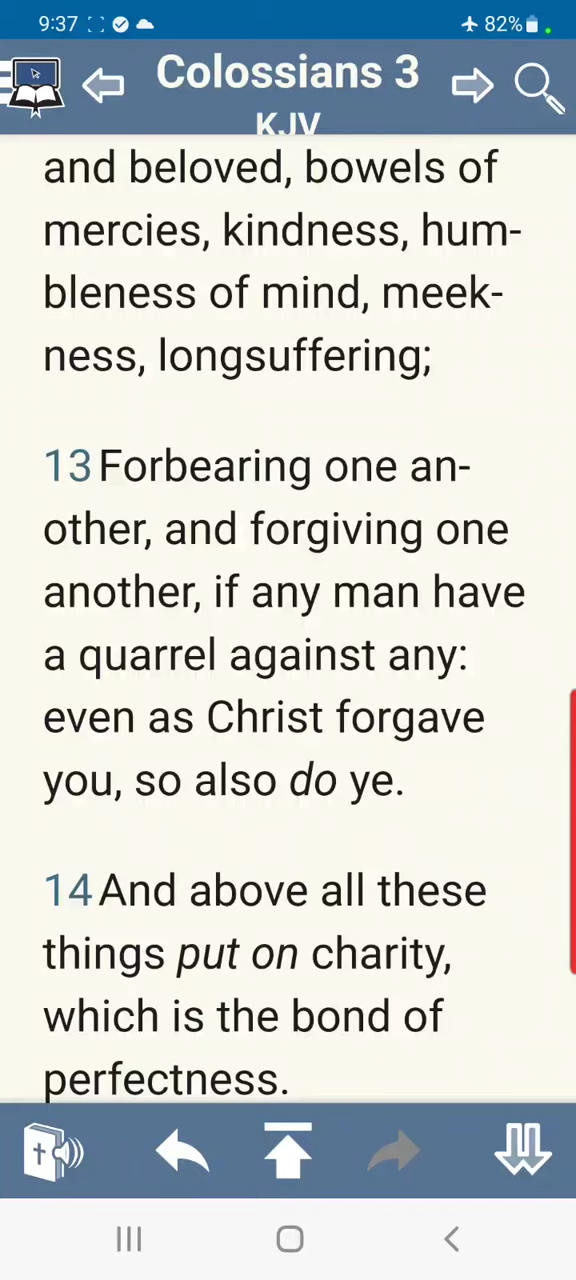 9:37 82%
Colossians 3
KJV
and beloved, bowels of
mercies, kindness, hum-
bleness of mind, meek-
ness, longsuffering;
13 Forbearing one an-
other, and forgiving one
another, if any man have
a quarrel against any:
even as Christ forgave
you, so also do ye.
14 And above all these
things put on charity,
which is the bond of
perfectness.